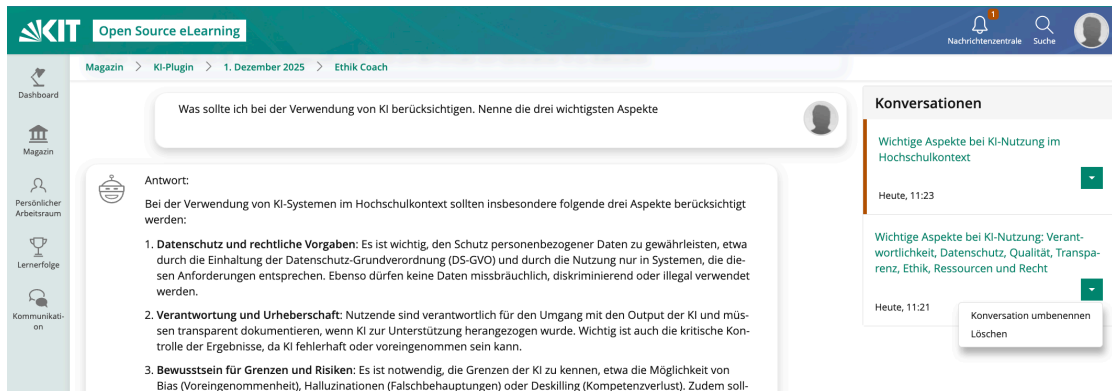 KIT Open Source eLearning
1
Nachrichtenzentrale Suche
Dashboard
Magazin
Persönlicher
Arbeitsraum
Lernerfolge
Kommunikati-
on
Magazin > KI-Plugin > 1. Dezember 2025 > Ethik Coach
Was sollte ich bei der Verwendung von KI berücksichtigen. Nenne die drei wichtigsten Aspekte
Antwort:
Bei der Verwendung von KI-Systemen im Hochschulkontext sollten insbesondere folgende drei Aspekte berücksichtigt
werden:
1. Datenschutz und rechtliche Vorgaben: Es ist wichtig, den Schutz personenbezogener Daten zu gewährleisten, etwa
durch die Einhaltung der Datenschutz-Grundverordnung (DS-GVO) und durch die Nutzung nur in Systemen, die die-
sen Anforderungen entsprechen. Ebenso dürfen keine Daten missbräuchlich, diskriminierend oder illegal verwendet
werden.
2. Verantwortung und Urheberschaft: Nutzende sind verantwortlich für den Umgang mit den Output der KI und müs-
sen transparent dokumentieren, wenn KI zur Unterstützung herangezogen wurde. Wichtig ist auch die kritische Kon-
trolle der Ergebnisse, da KI fehlerhaft oder voreingenommen sein kann.
3. Bewusstsein für Grenzen und Risiken: Es ist notwendig, die Grenzen der KI zu kennen, etwa die Möglichkeit von
Bias (Voreingenommenheit), Halluzinationen (Falschbehauptungen) oder Deskilling (Kompetenzverlust). Zudem soll-
Konversationen
Wichtige Aspekte bei KI-Nutzung im
Hochschulkontext
Heute, 11:23
Wichtige Aspekte bei KI-Nutzung: Verant-
wortlichkeit, Datenschutz, Qualität, Transpa-
renz, Ethik, Ressourcen und Recht
Heute, 11:21
Konversation umbenennen
Löschen